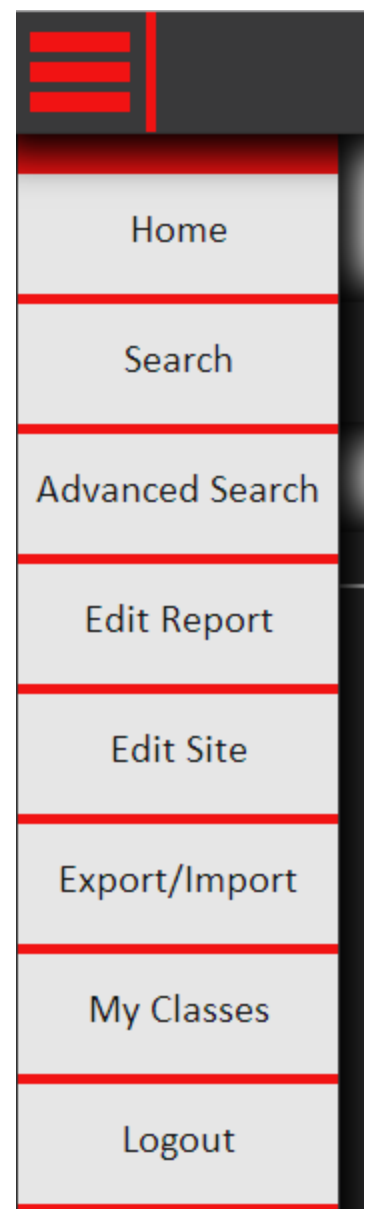 Home
Search
Advanced Search
Edit Report
Edit Site
Export/Import
My Classes
Logout